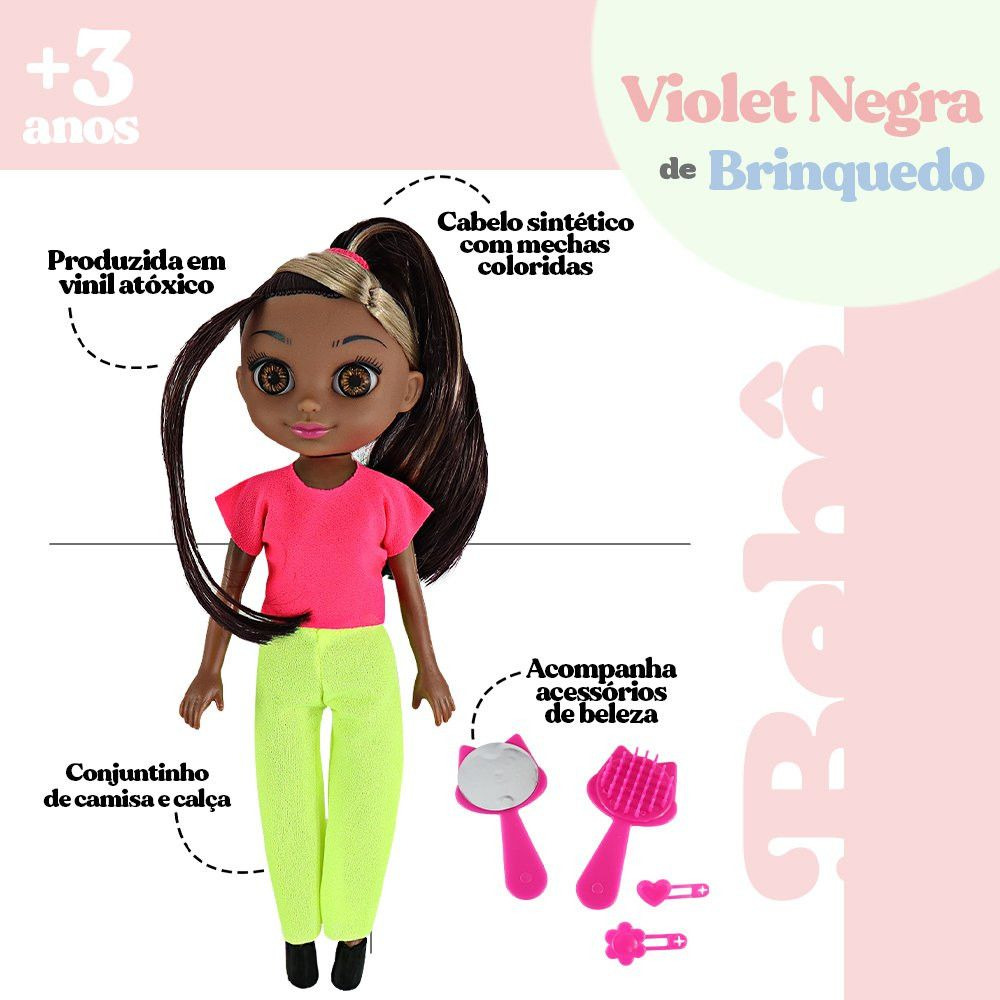 +3
anos
Violet Negra
de Brinquedo
Cabelo sintético
com mechas
coloridas
Produzida em
vinil atóxico
Bebê
Acompanha
acessórios
de beleza
Conjuntinho
de camisa e calça